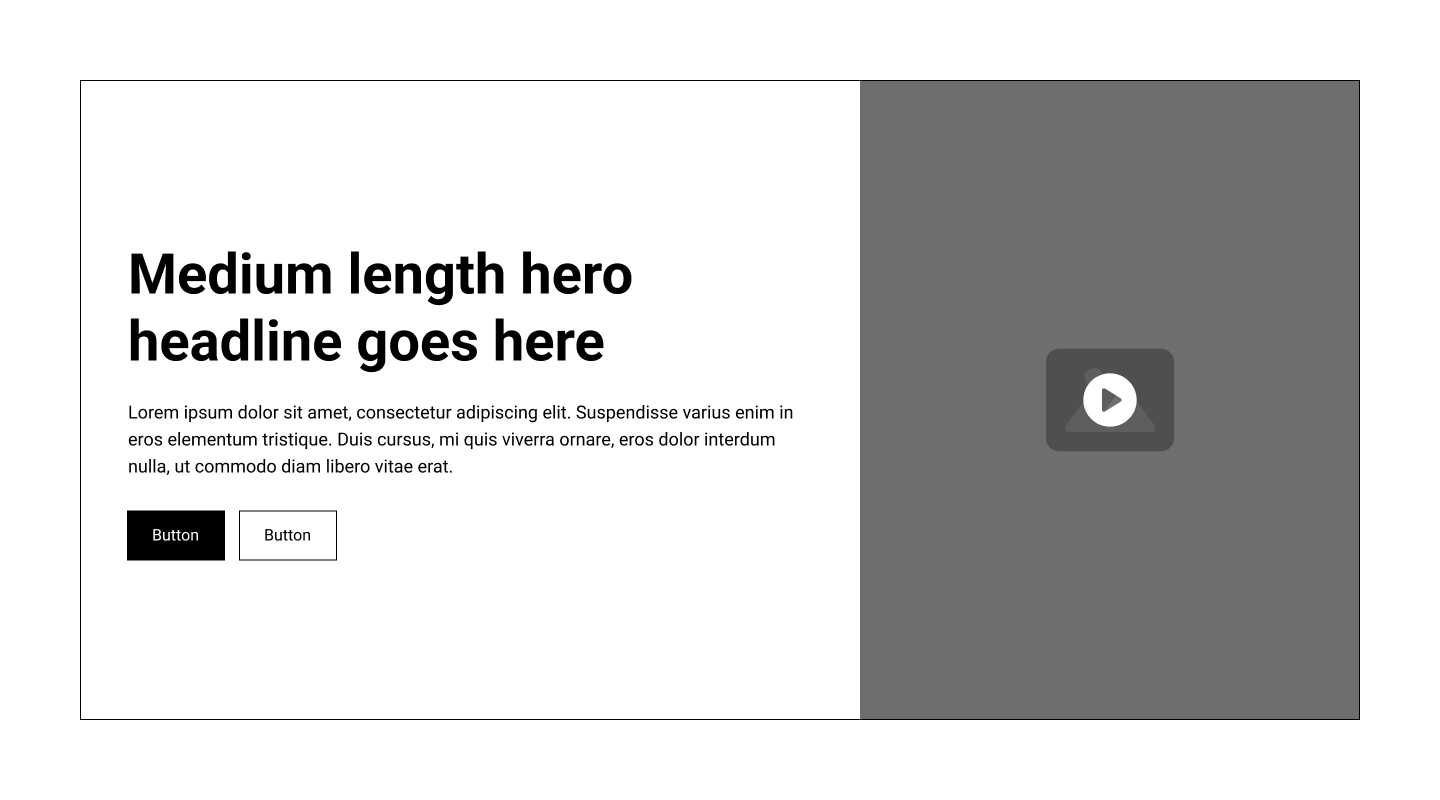 Medium length hero
headline goes here
Lorem ipsum dolor sit amet, consectetur adipiscing elit. Suspendisse varius enim in
eros elementum tristique. Duis cursus, mi quis viverra ornare, eros dolor interdum
nulla, ut commodo diam libero vitae erat.
Button Button